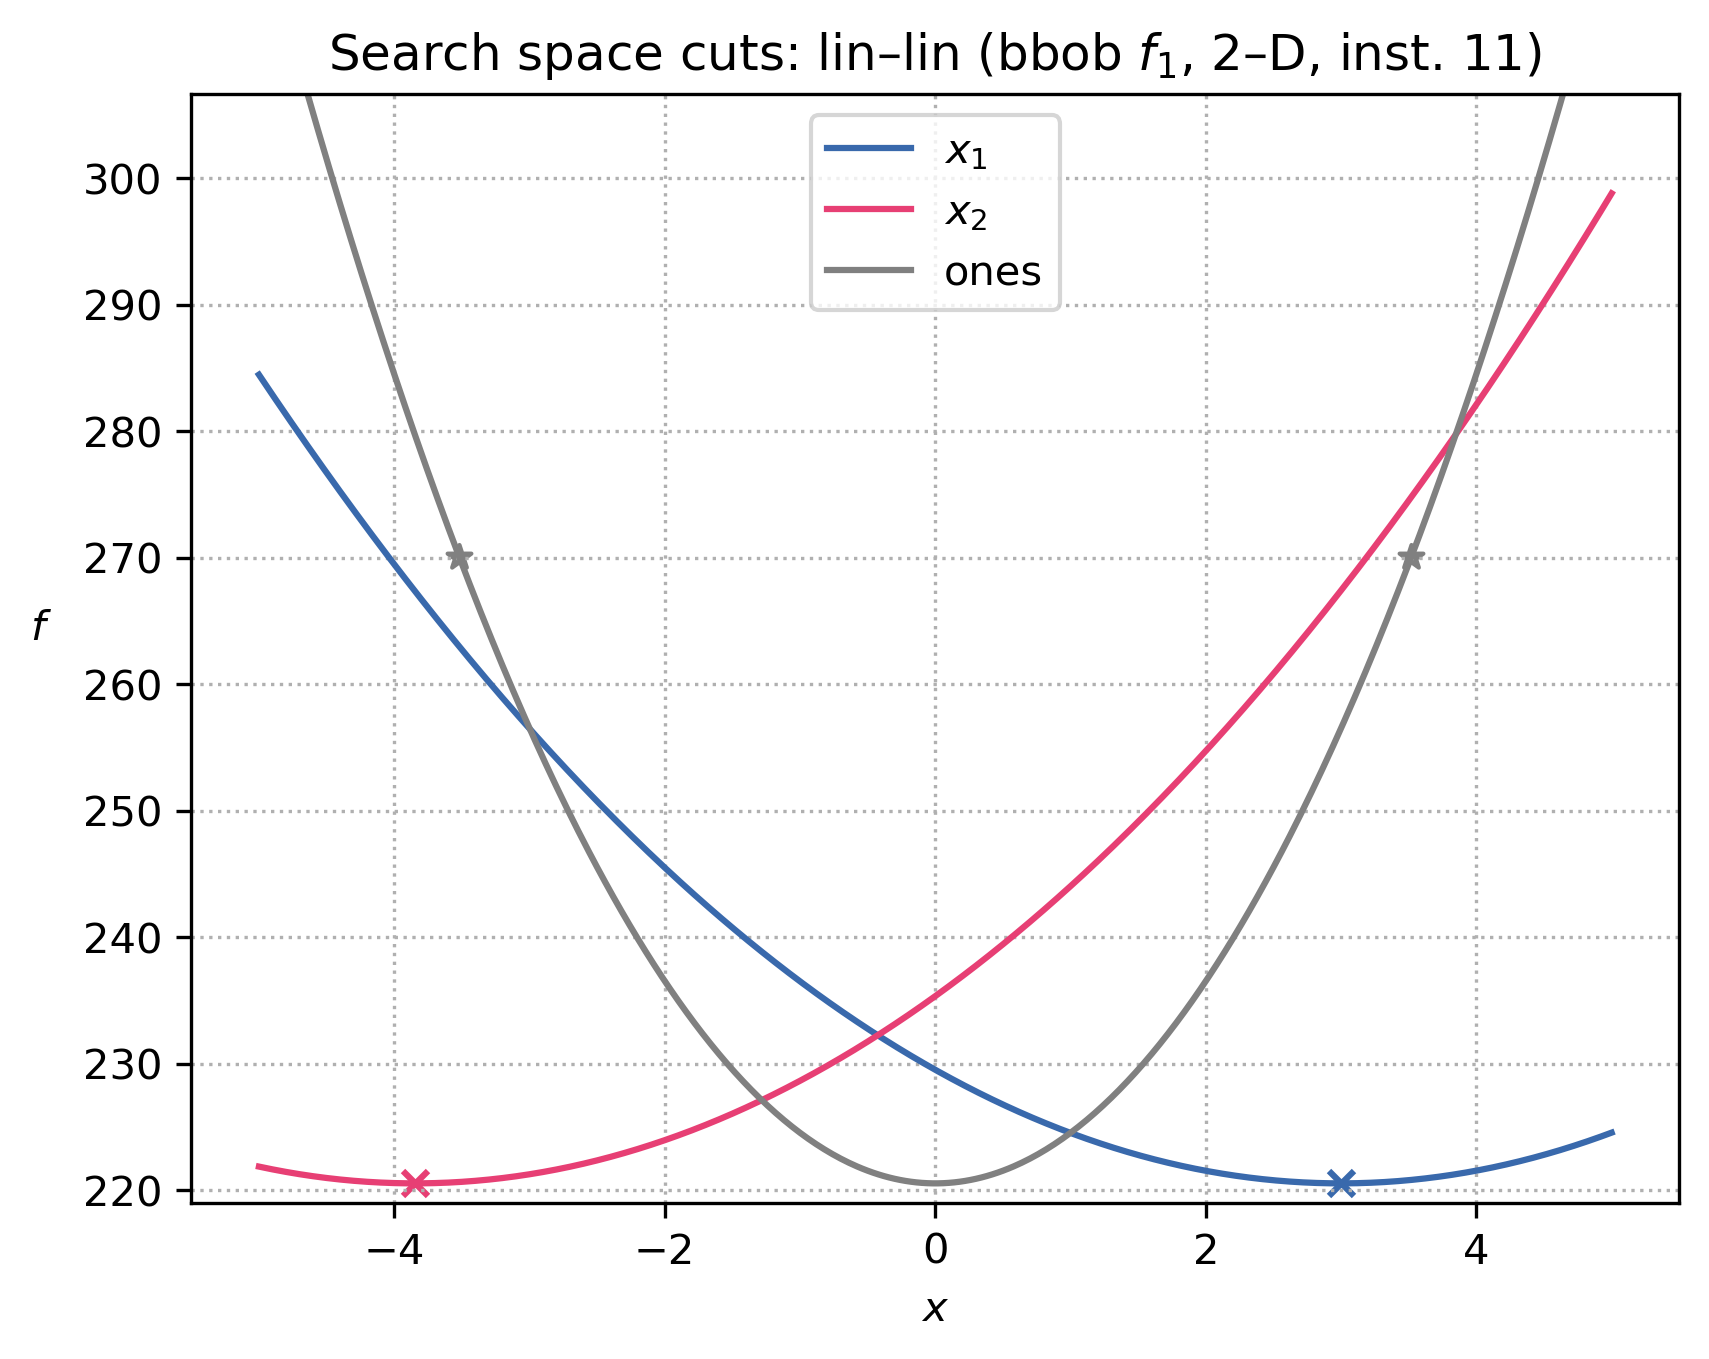 Search space cuts: lin–lin (bbob f₁, 2–D, inst. 11)
x₁
x₂
ones
300
290
280
270
260
250
240
230
220
f
−4 −2 0 2 4
x